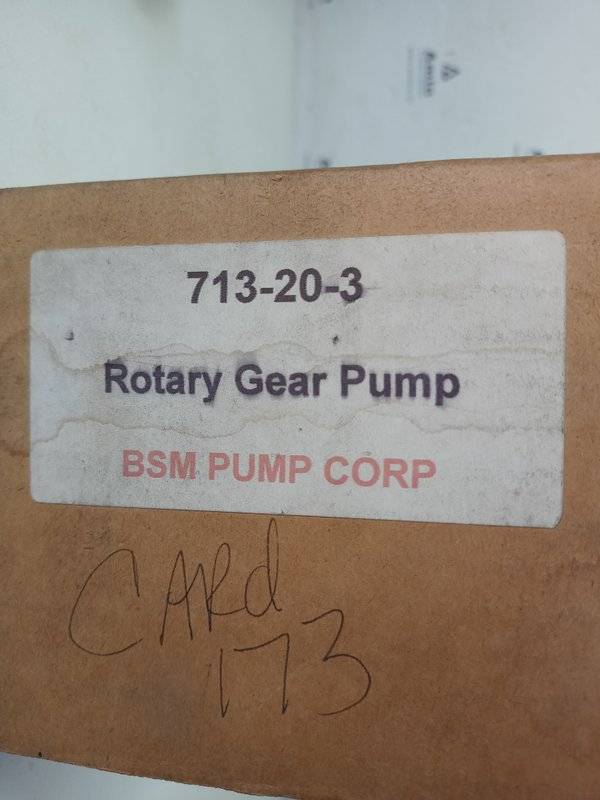 713-20-3
Rotary Gear Pump
BSM PUMP CORP
CARd
173